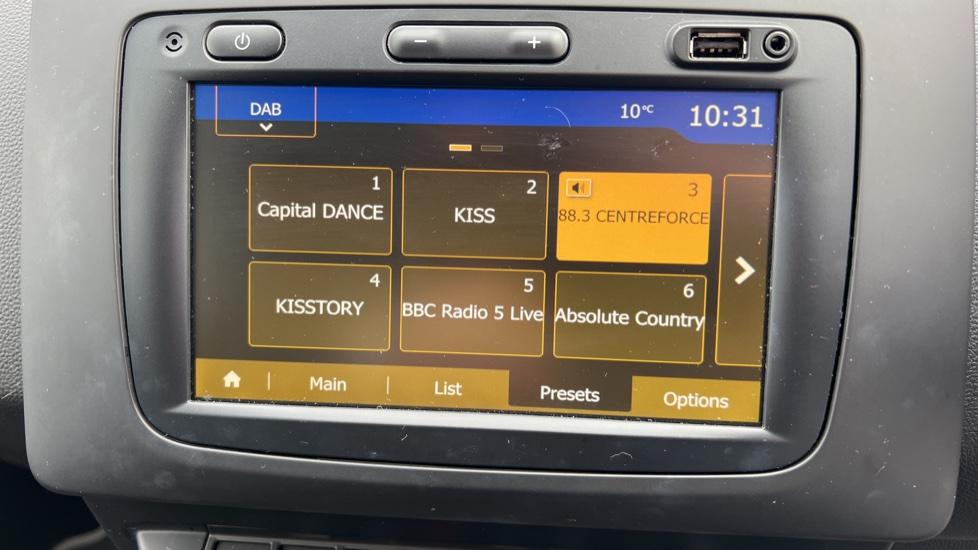 DAB
10°C
10:31
1
Capital DANCE
2
KISS
3
88.3 CENTREFORCE
4
KISSTORY
5
BBC Radio 5 Live
6
Absolute Country
Main
List
Presets
Options